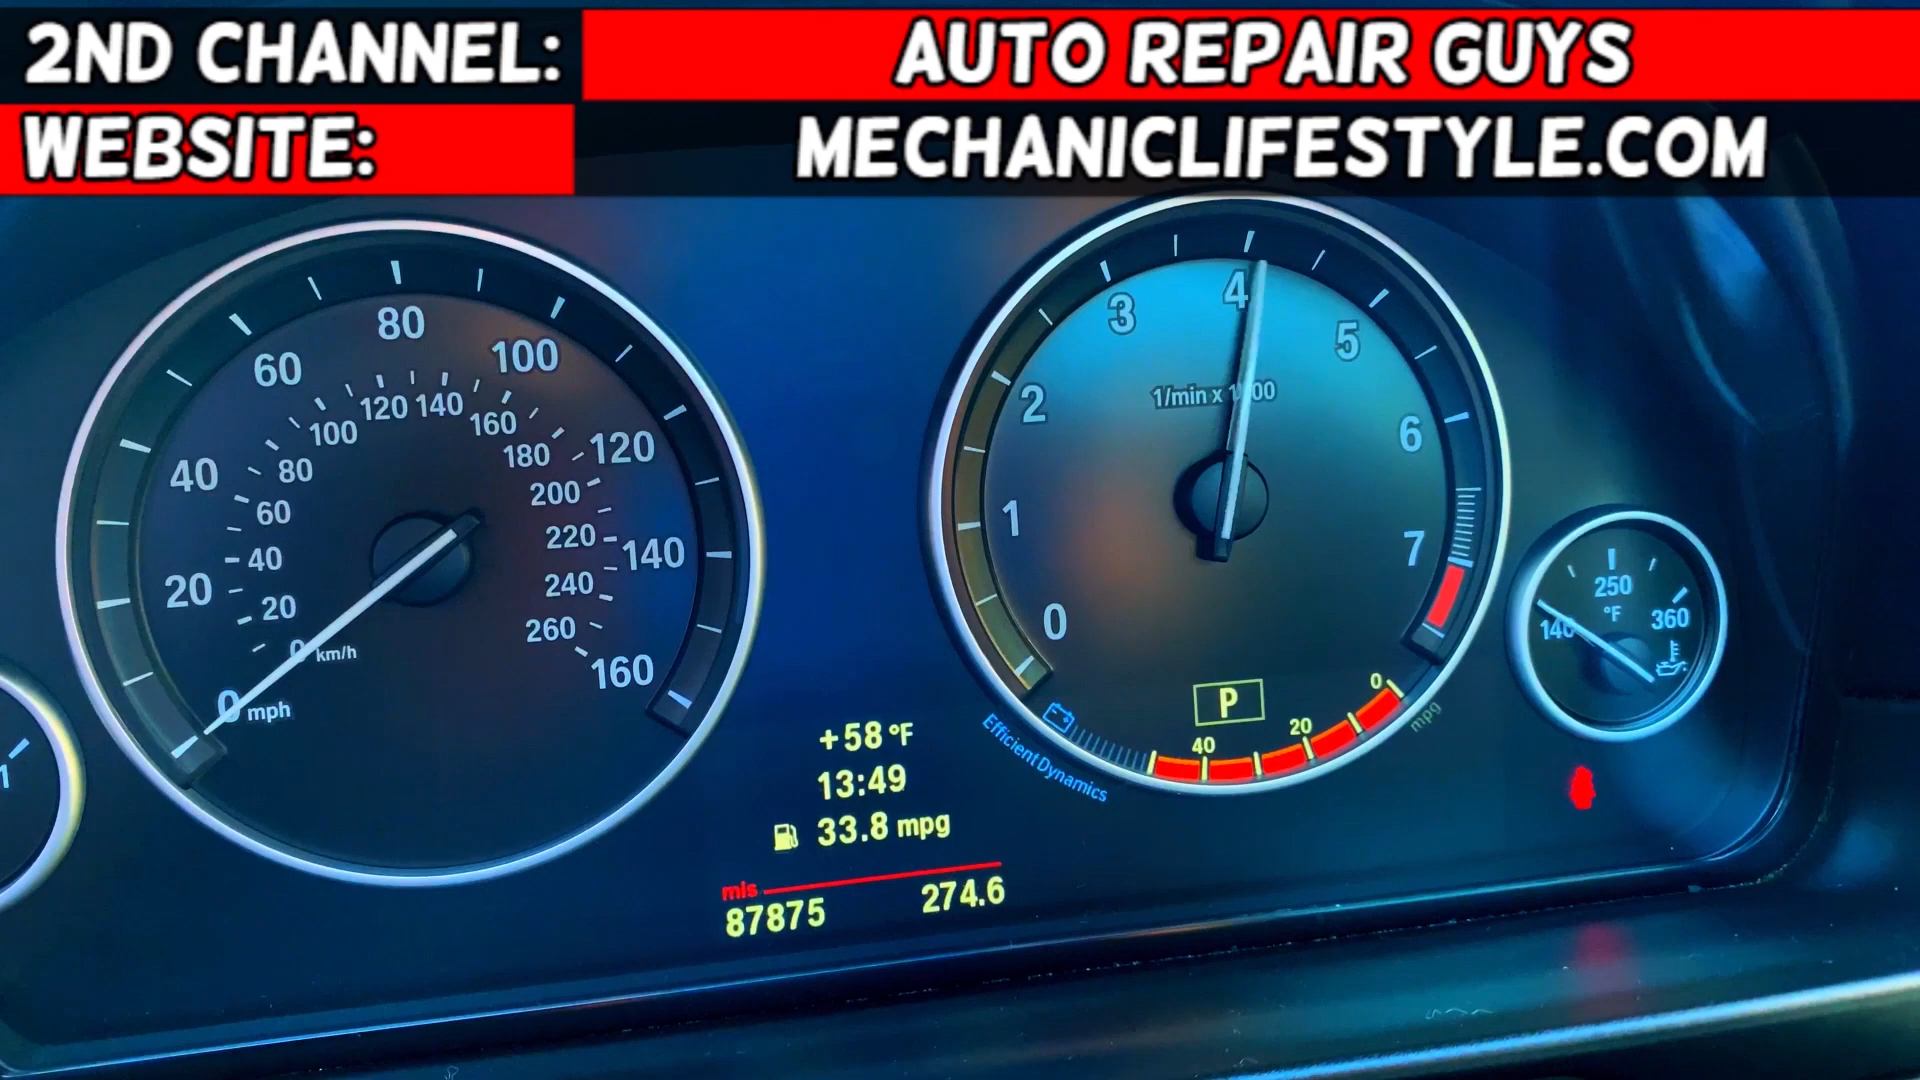 2ND CHANNEL: AUTO REPAIR GUYS
WEBSITE: MECHANICLIFESTYLE.COM
0 mph 20 40 60 80 100 120 140 160
0 km/h 20 40 60 80 100 120 140 160 180 200 220 240 260
0 1 2 3 4 5 6 7
1/min x
P
40 20 0 mpg
EfficientDynamics
140 250 360
°F
1
+58 °F
13:49
33.8 mpg
mls
87875 274.6